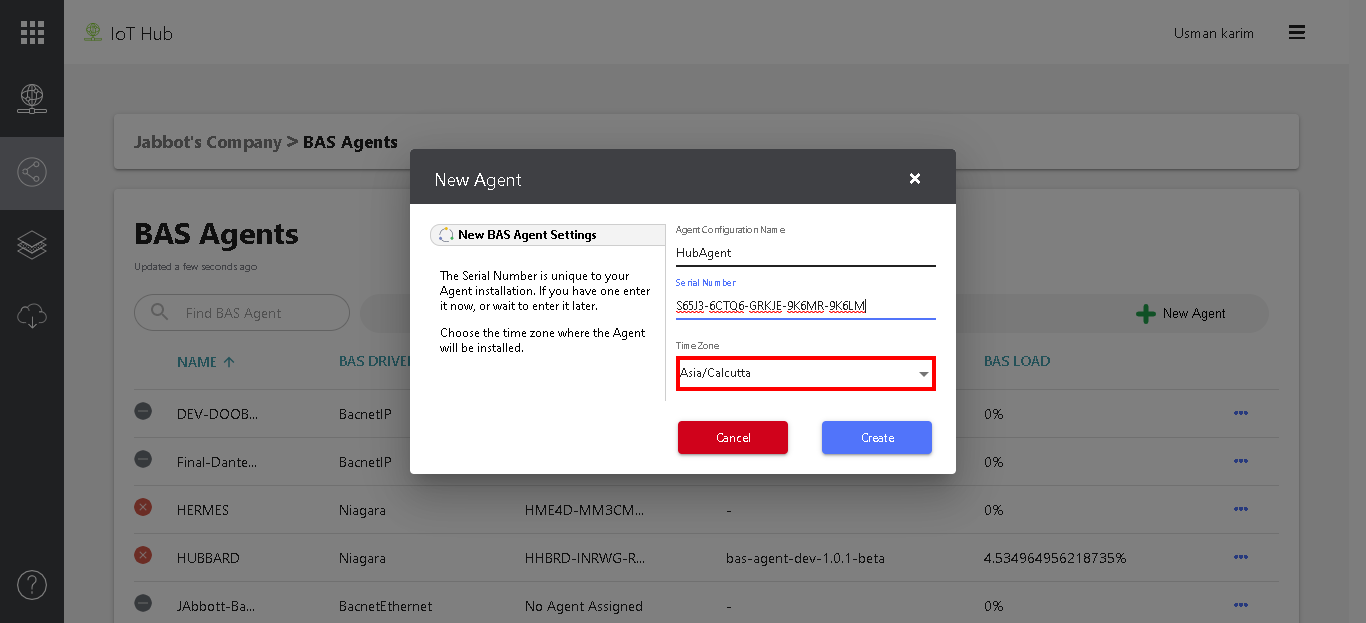 IoT Hub
Usman karim
Jabbot's Company > BAS Agents
BAS Agents
Updated a few seconds ago
Find BAS Agent
New Agent
NAME
BAS DRIVE
BAS LOAD
DEV-DOOB...
BacnetIP
0%
Final-Dante...
BacnetIP
0%
HERMES
Niagara
HME4D-MM3CM...
-
0%
HUBBARD
Niagara
HHBRD-INRWG-R...
bas-agent-dev-1.0.1-beta
4.534964956218735%
JAbbott-Ba...
BacnetEthernet
No Agent Assigned
-
0%
New Agent
New BAS Agent Settings
The Serial Number is unique to your
Agent installation. If you have one enter
it now, or wait to enter it later.
Choose the time zone where the Agent
will be installed.
Agent Configuration Name
HubAgent
Serial Number
S65J3-6CTQ6-GRKJE-9K6MR-9K6LM
Time Zone
Asia/Calcutta
Cancel
Create